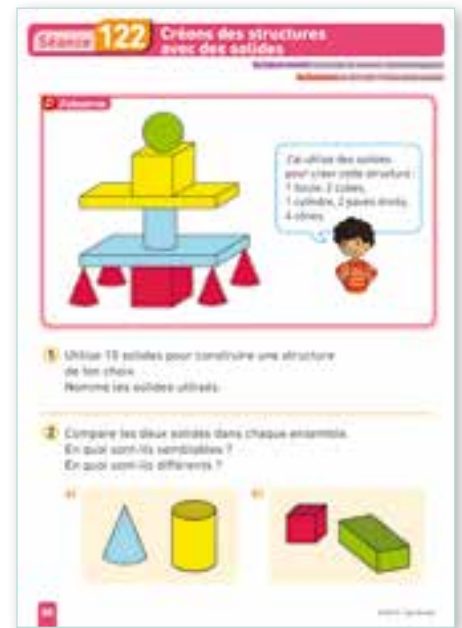 Séance 122
Créons des structures
avec des solides
J'observe
J'ai utilisé des solides
pour créer cette structure :
1 boule, 2 cubes,
1 cylindre, 2 pavés droits,
4 cônes.
1 Utilise 10 solides pour construire une structure
de ton choix.
Nomme les solides utilisés.
2 Compare les deux solides dans chaque ensemble.
En quoi sont-ils semblables ?
En quoi sont-ils différents ?
a)
b)